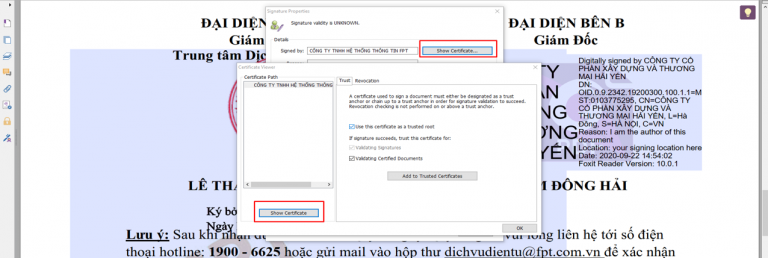 Signature Properties
Signature validity is UNKNOWN.
Details
Signed by: CÔNG TY TNHH HỆ THỐNG THÔNG TIN FPT
Show Certificate...
ĐẠI DIỆN
Giám
Trung tâm Dịc
ĐẠI DIỆN BÊN B
Giám Đốc
Certificate Viewer
Certificate Path
CÔNG TY TNHH HỆ THỐNG THÔNG
Trust
Revocation
A certificate used to sign a document must either be designated as a trust
anchor or chain up to a trust anchor in order for signature validation to succeed.
Revocation checking is not performed on or above a trust anchor.
Use the certificate as a trusted root
If signature succeeds, trust this certificate for:
Validating Signatures
Validating Certified Documents
Add to Trusted Certificates
Show Certificate
OK
Digitally signed by CÔNG TY CỔ
PHẦN XÂY DỰNG VÀ THƯƠNG
MẠI HẢI YẾN
DN:
OID.0.9.2342.19200300.100.1.1=M
ST:0103775295, CN=CÔNG TY
CỔ PHẦN XÂY DỰNG VÀ
THƯƠNG MẠI HẢI YẾN, L=Hà
Đông, S=HÀ NỘI, C=VN
Reason: I am the author of this
document
Location: your signing location here
Date: 2020-09-22 14:54:02
Foxit Reader Version: 10.0.1
TY
ÂN
NG
ƠNG
YẾN
LÊ THA
M ĐÔNG HẢI
Ký bở
Ngày
Lưu ý: Sau khi nhận đ
lòng liên hệ tới số điện
thoại hotline: 1900 - 6625 hoặc gửi mail vào hộp thư dichvudientu@fpt.com.vn để xác nhận